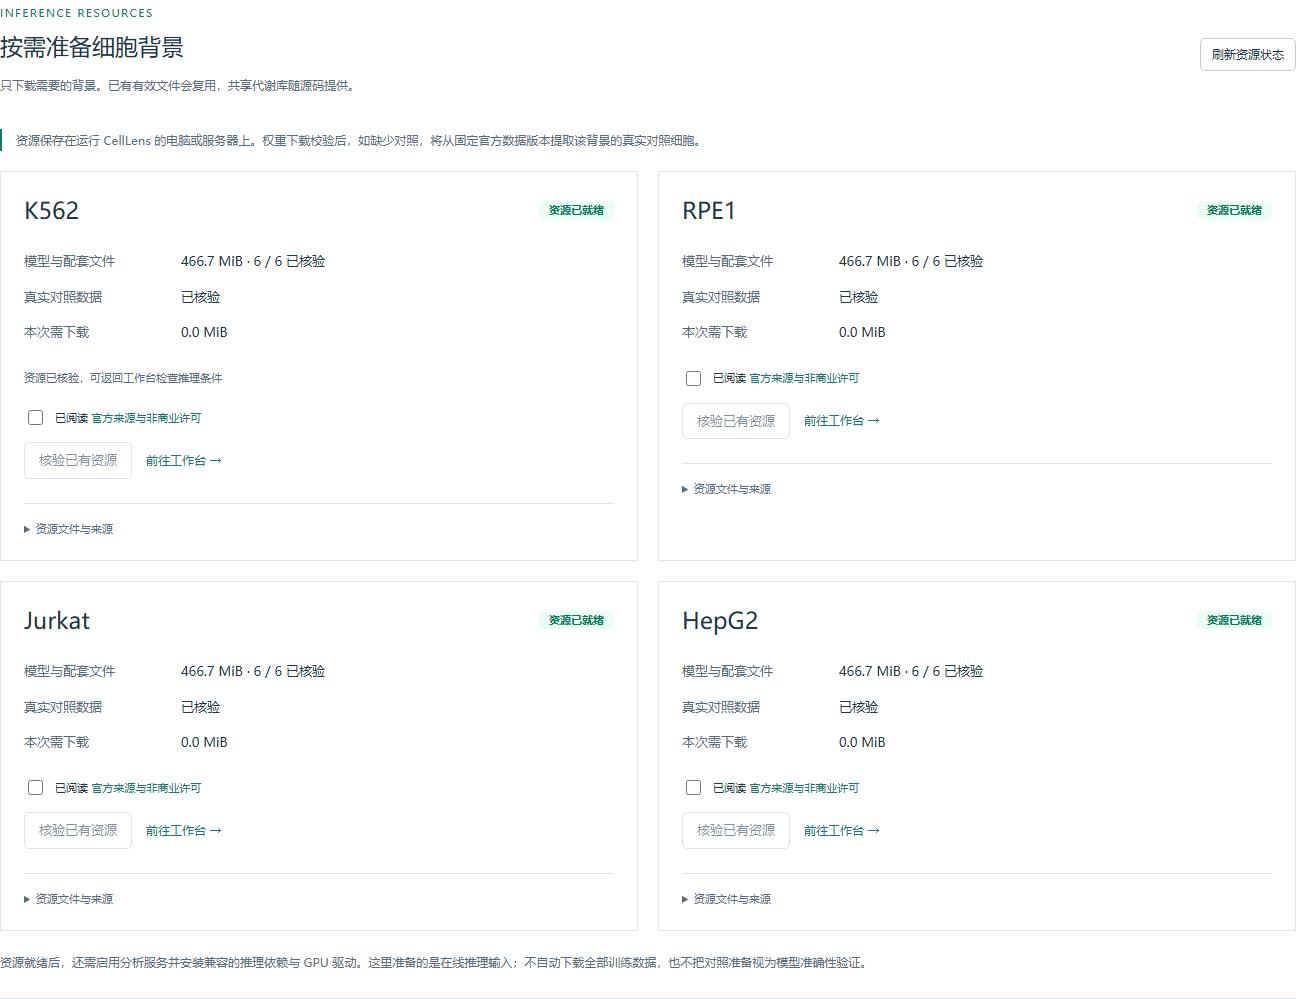 INFERENCE RESOURCES
按需准备细胞背景
刷新资源状态
只下载需要的背景。已有有效文件会复用，共享代谢库随源码提供。
资源保存在运行 CellLens 的电脑或服务器上。权重下载校验后，如缺少对照，将从固定官方数据版本提取该背景的真实对照细胞。
K562
资源已就绪
模型与配套文件 466.7 MiB · 6 / 6 已核验
真实对照数据 已核验
本次需下载 0.0 MiB
资源已核验，可返回工作台检查推理条件
已阅读 官方来源与非商业许可
核验已有资源 前往工作台 →
▶ 资源文件与来源
RPE1
资源已就绪
模型与配套文件 466.7 MiB · 6 / 6 已核验
真实对照数据 已核验
本次需下载 0.0 MiB
已阅读 官方来源与非商业许可
核验已有资源 前往工作台 →
▶ 资源文件与来源
Jurkat
资源已就绪
模型与配套文件 466.7 MiB · 6 / 6 已核验
真实对照数据 已核验
本次需下载 0.0 MiB
已阅读 官方来源与非商业许可
核验已有资源 前往工作台 →
▶ 资源文件与来源
HepG2
资源已就绪
模型与配套文件 466.7 MiB · 6 / 6 已核验
真实对照数据 已核验
本次需下载 0.0 MiB
已阅读 官方来源与非商业许可
核验已有资源 前往工作台 →
▶ 资源文件与来源
资源就绪后，还需启用分析服务并安装兼容的推理依赖与 GPU 驱动。这里准备的是在线推理输入；不自动下载全部训练数据，也不把对照准备视为模型准确性验证。